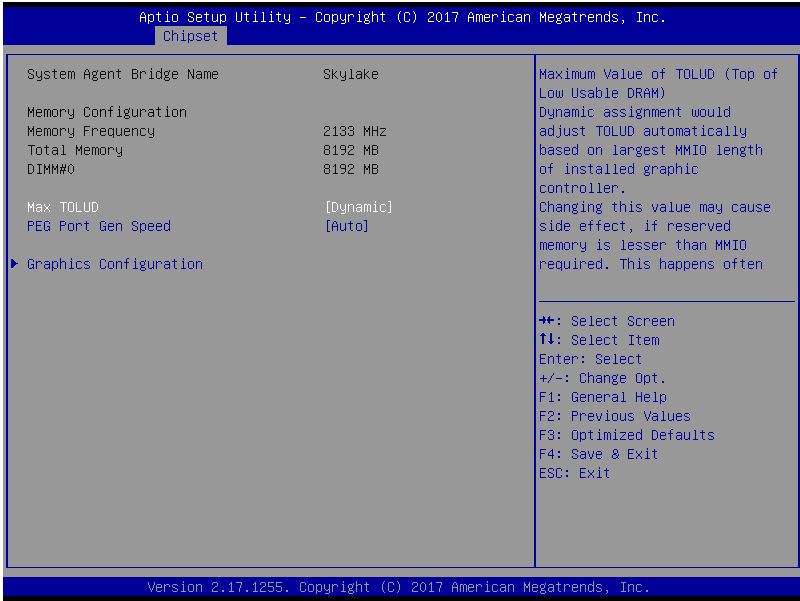 Aptio Setup Utility – Copyright (C) 2017 American Megatrends, Inc.
Chipset
System Agent Bridge Name Skylake
Memory Configuration
Memory Frequency 2133 MHz
Total Memory 8192 MB
DIMM#0 8192 MB
Max TOLUD [Dynamic]
PEG Port Gen Speed [Auto]
Graphics Configuration
Maximum Value of TOLUD (Top of
Low Usable DRAM)
Dynamic assignment would
adjust TOLUD automatically
based on largest MMIO length
of installed graphic
controller.
Changing this value may cause
side effect, if reserved
memory is lesser than MMIO
required. This happens often
→←: Select Screen
↑↓: Select Item
Enter: Select
+/-: Change Opt.
F1: General Help
F2: Previous Values
F3: Optimized Defaults
F4: Save & Exit
ESC: Exit
Version 2.17.1255. Copyright (C) 2017 American Megatrends, Inc.